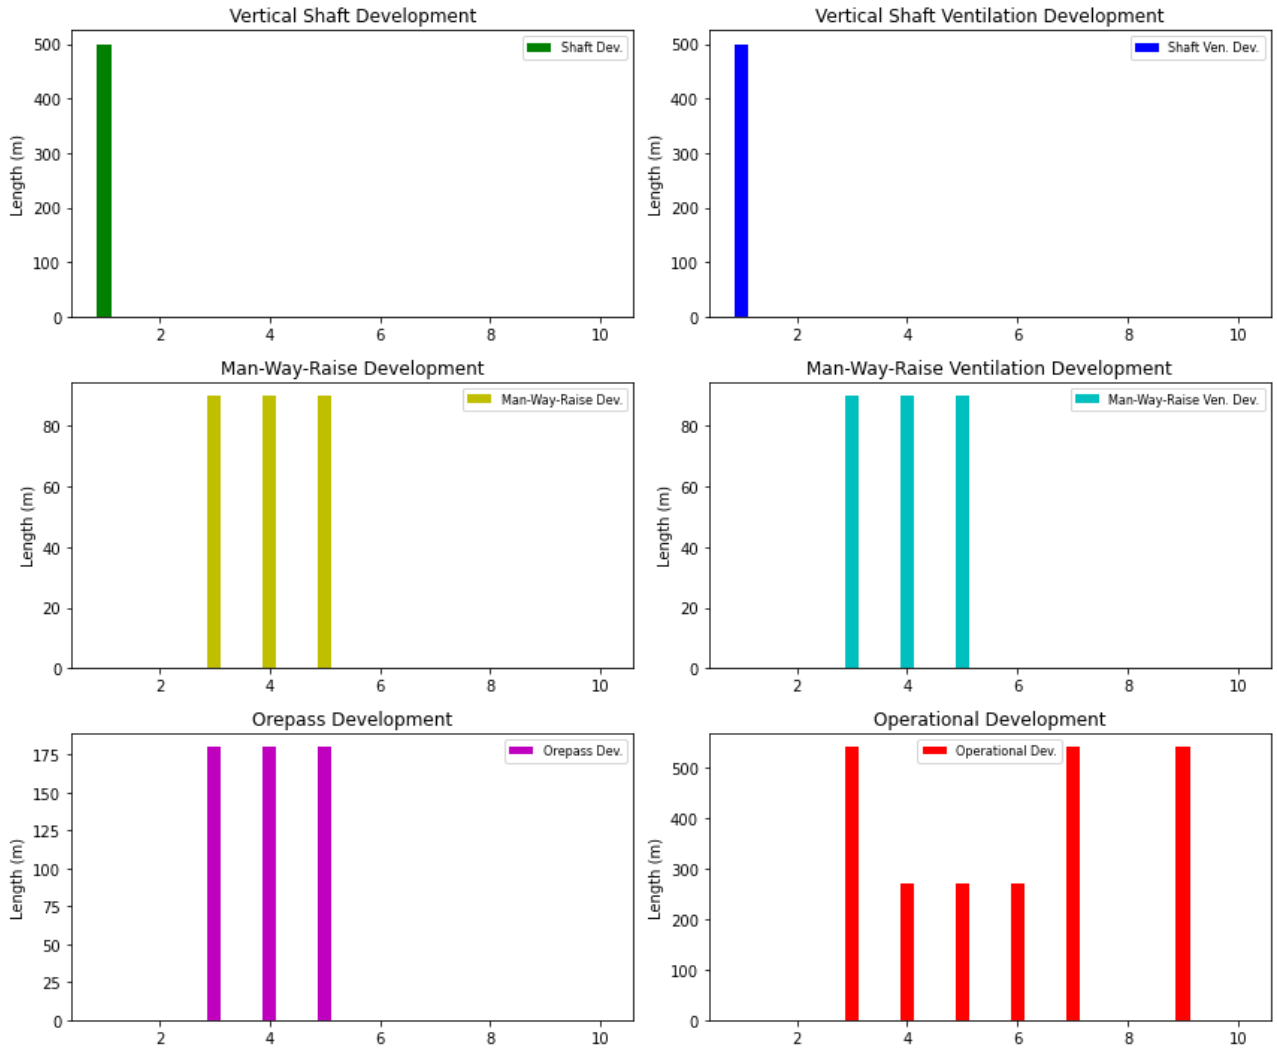 Vertical Shaft Development
Shaft Dev.
Length (m)
500
400
300
200
100
0
2 4 6 8 10
Vertical Shaft Ventilation Development
Shaft Ven. Dev.
Length (m)
500
400
300
200
100
0
2 4 6 8 10
Man-Way-Raise Development
Man-Way-Raise Dev.
Length (m)
80
60
40
20
0
2 4 6 8 10
Man-Way-Raise Ventilation Development
Man-Way-Raise Ven. Dev.
Length (m)
80
60
40
20
0
2 4 6 8 10
Orepass Development
Orepass Dev.
Length (m)
175
150
125
100
75
50
25
0
2 4 6 8 10
Operational Development
Operational Dev.
Length (m)
500
400
300
200
100
0
2 4 6 8 10